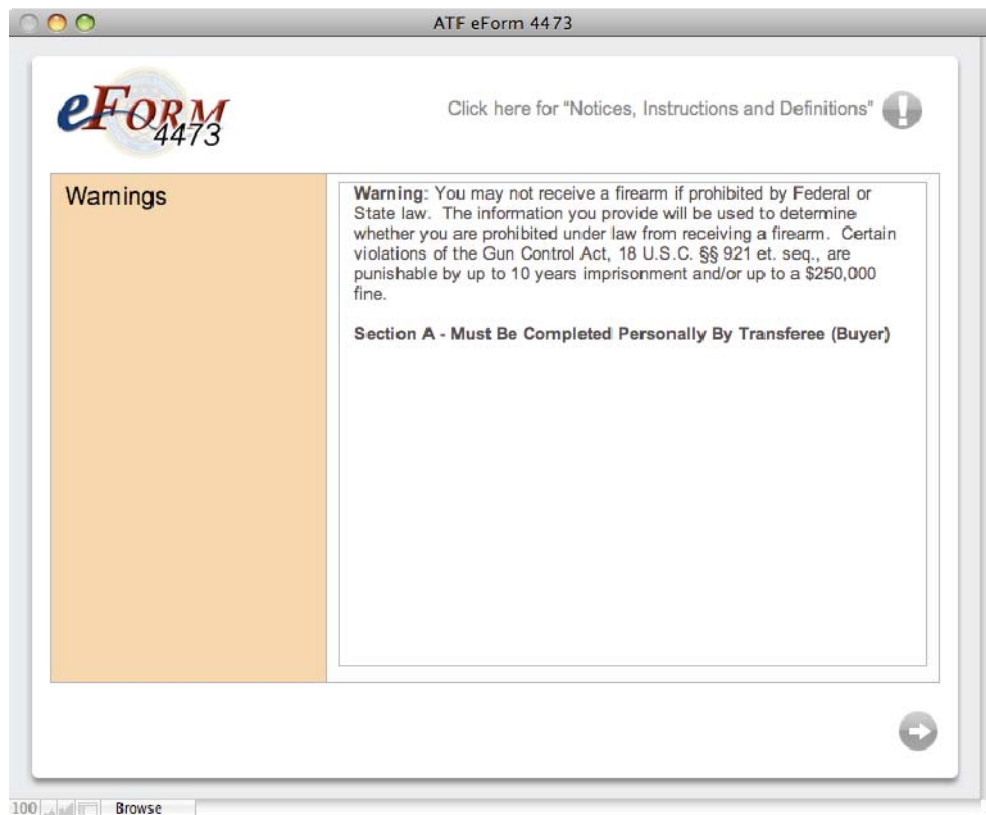 ATF eForm 4473
eFORM
4473
Click here for "Notices, Instructions and Definitions"
Warnings
Warning: You may not receive a firearm if prohibited by Federal or
State law.  The information you provide will be used to determine
whether you are prohibited under law from receiving a firearm.  Certain
violations of the Gun Control Act, 18 U.S.C. §§ 921 et. seq., are
punishable by up to 10 years imprisonment and/or up to a $250,000
fine.
Section A - Must Be Completed Personally By Transferee (Buyer)
100 Browse